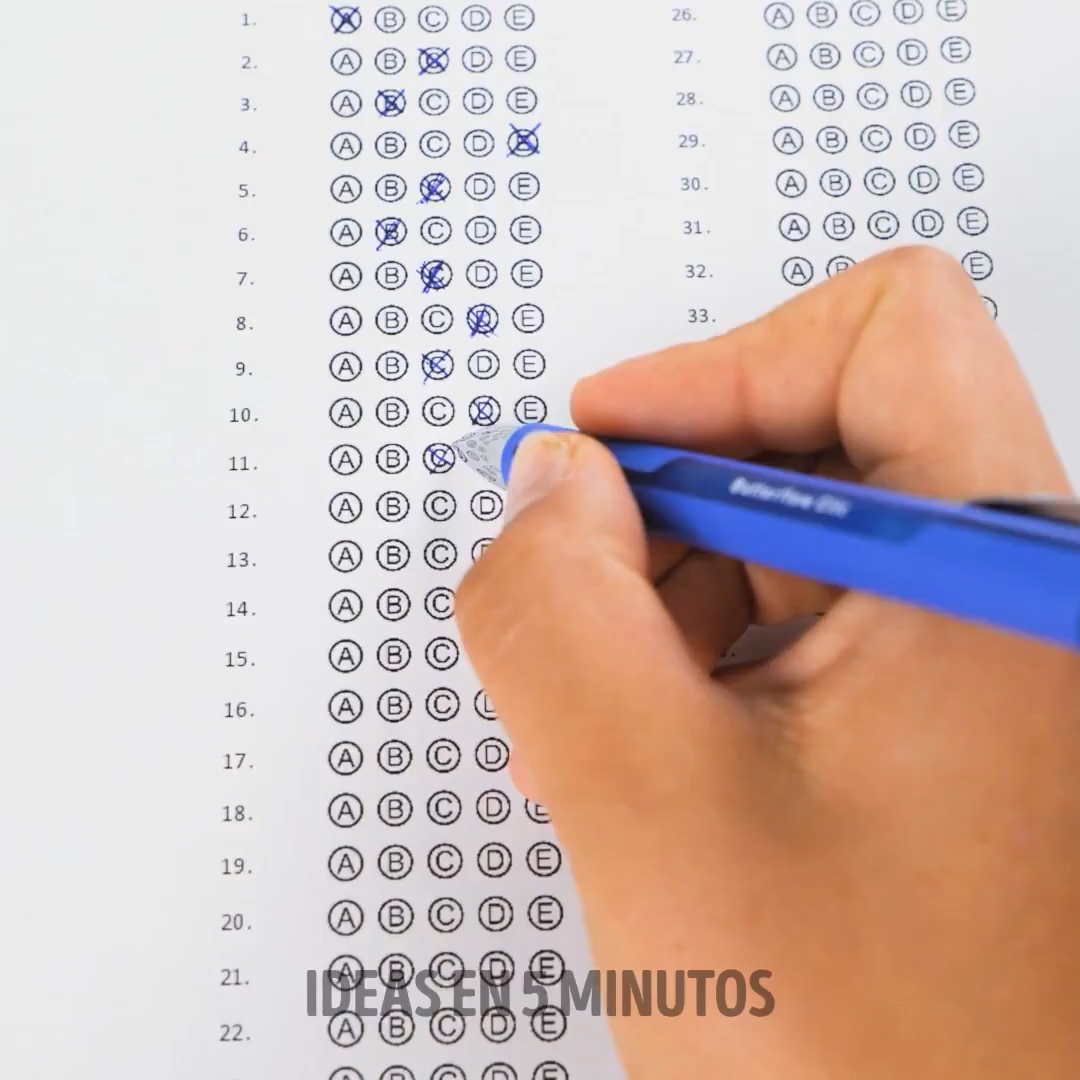 1. A B C D E 26. A B C D E
2. A B C D E 27. A B C D E
3. A B C D E 28. A B C D E
4. A B C D E 29. A B C D E
5. A B C D E 30. A B C D E
6. A B C D E 31. A B C D E
7. A B C D E 32. A B E
8. A B C D E 33.
9. A B C D E
10. A B C D E
11. A B C
12. A B C D
13. A B C
14. A B C
15. A B C
16. A B C
17. A B C D
18. A B C D E
19. A B C D E
20. A B C D E
21. A B C D E
IDEAS EN 5 MINUTOS
22. A B C D E